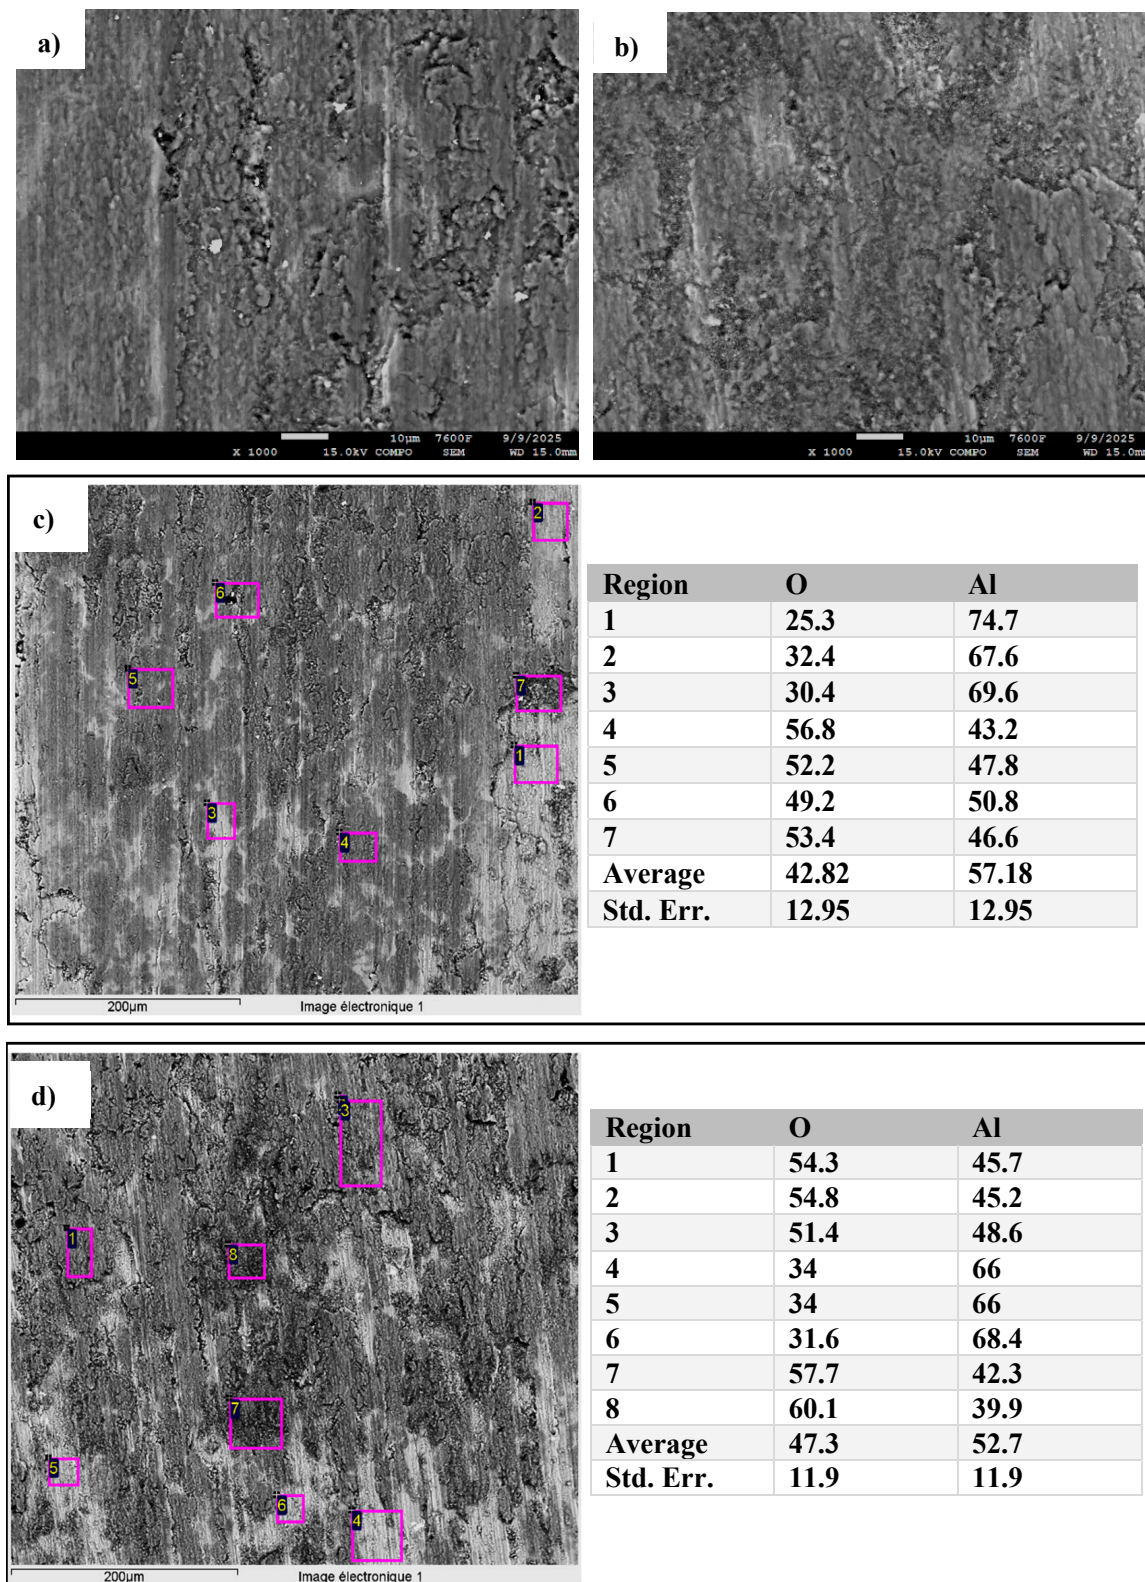 a)
10µm 7600F 9/9/2025
X 1000 15.0kV COMPO SEM WD 15.0mm
b)
10µm 7600F 9/9/2025
X 1000 15.0kV COMPO SEM WD 15.0mm
c)
2
6
5
7
1
3
4
200µm Image électronique 1
Region O Al
1 25.3 74.7
2 32.4 67.6
3 30.4 69.6
4 56.8 43.2
5 52.2 47.8
6 49.2 50.8
7 53.4 46.6
Average 42.82 57.18
Std. Err. 12.95 12.95
d)
3
1
8
7
5
6
4
200µm Image électronique 1
Region O Al
1 54.3 45.7
2 54.8 45.2
3 51.4 48.6
4 34 66
5 34 66
6 31.6 68.4
7 57.7 42.3
8 60.1 39.9
Average 47.3 52.7
Std. Err. 11.9 11.9